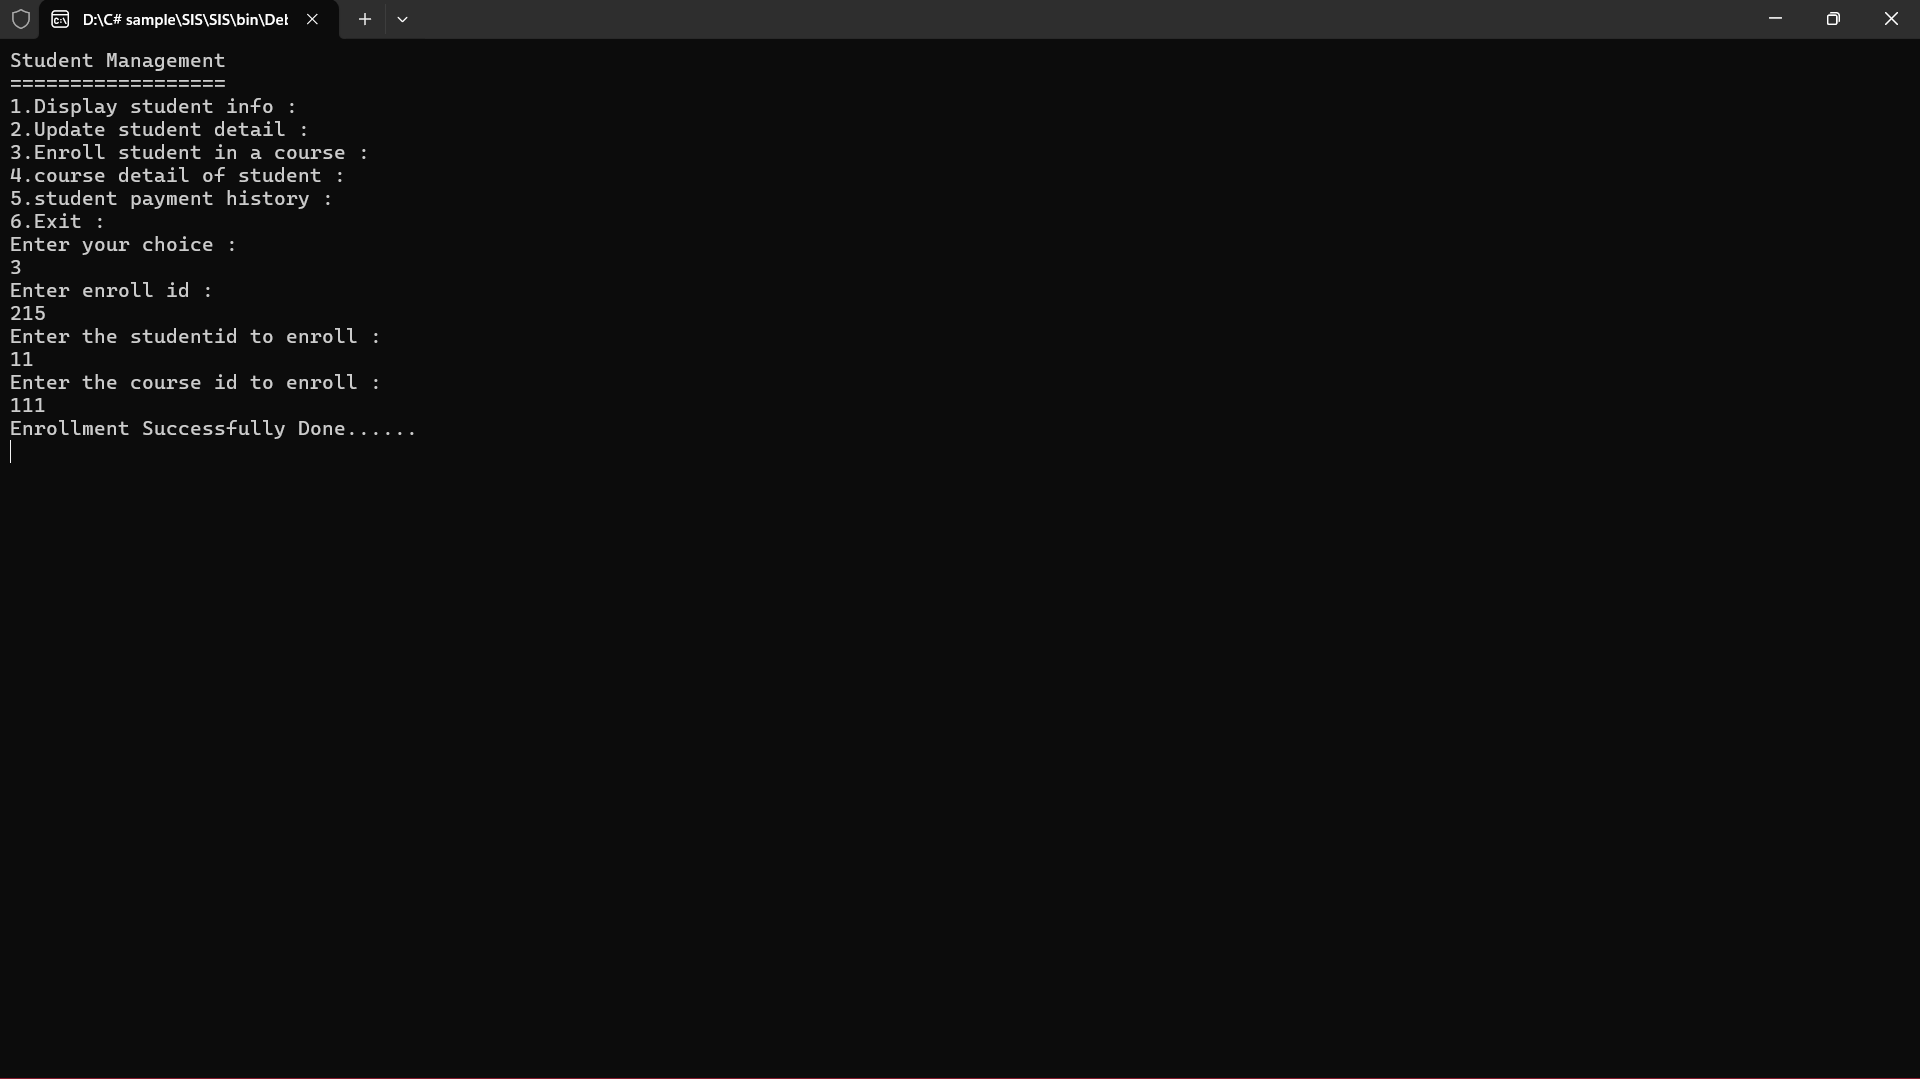 D:\C# sample\SIS\SIS\bin\Det
Student Management
==================
1.Display student info :
2.Update student detail :
3.Enroll student in a course :
4.course detail of student :
5.student payment history :
6.Exit :
Enter your choice :
3
Enter enroll id :
215
Enter the studentid to enroll :
11
Enter the course id to enroll :
111
Enrollment Successfully Done......